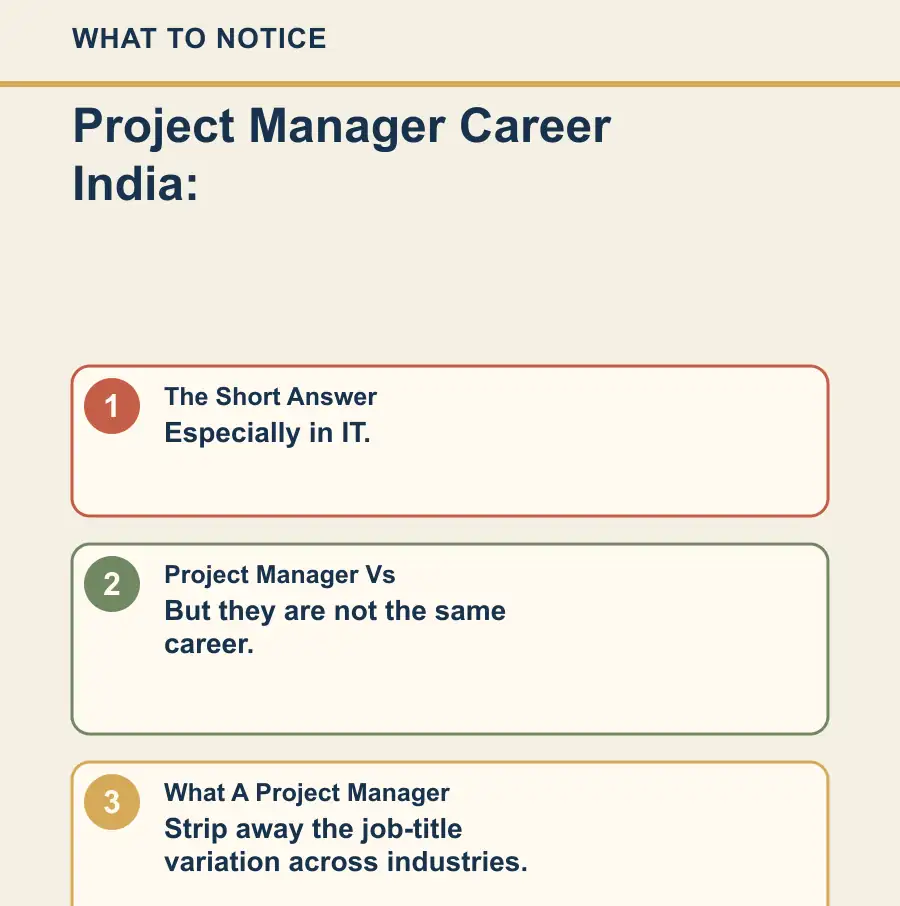 WHAT TO NOTICE
Project Manager Career
India:
1
The Short Answer
Especially in IT.
2
Project Manager Vs
But they are not the same
career.
3
What A Project Manager
Strip away the job-title
variation across industries.